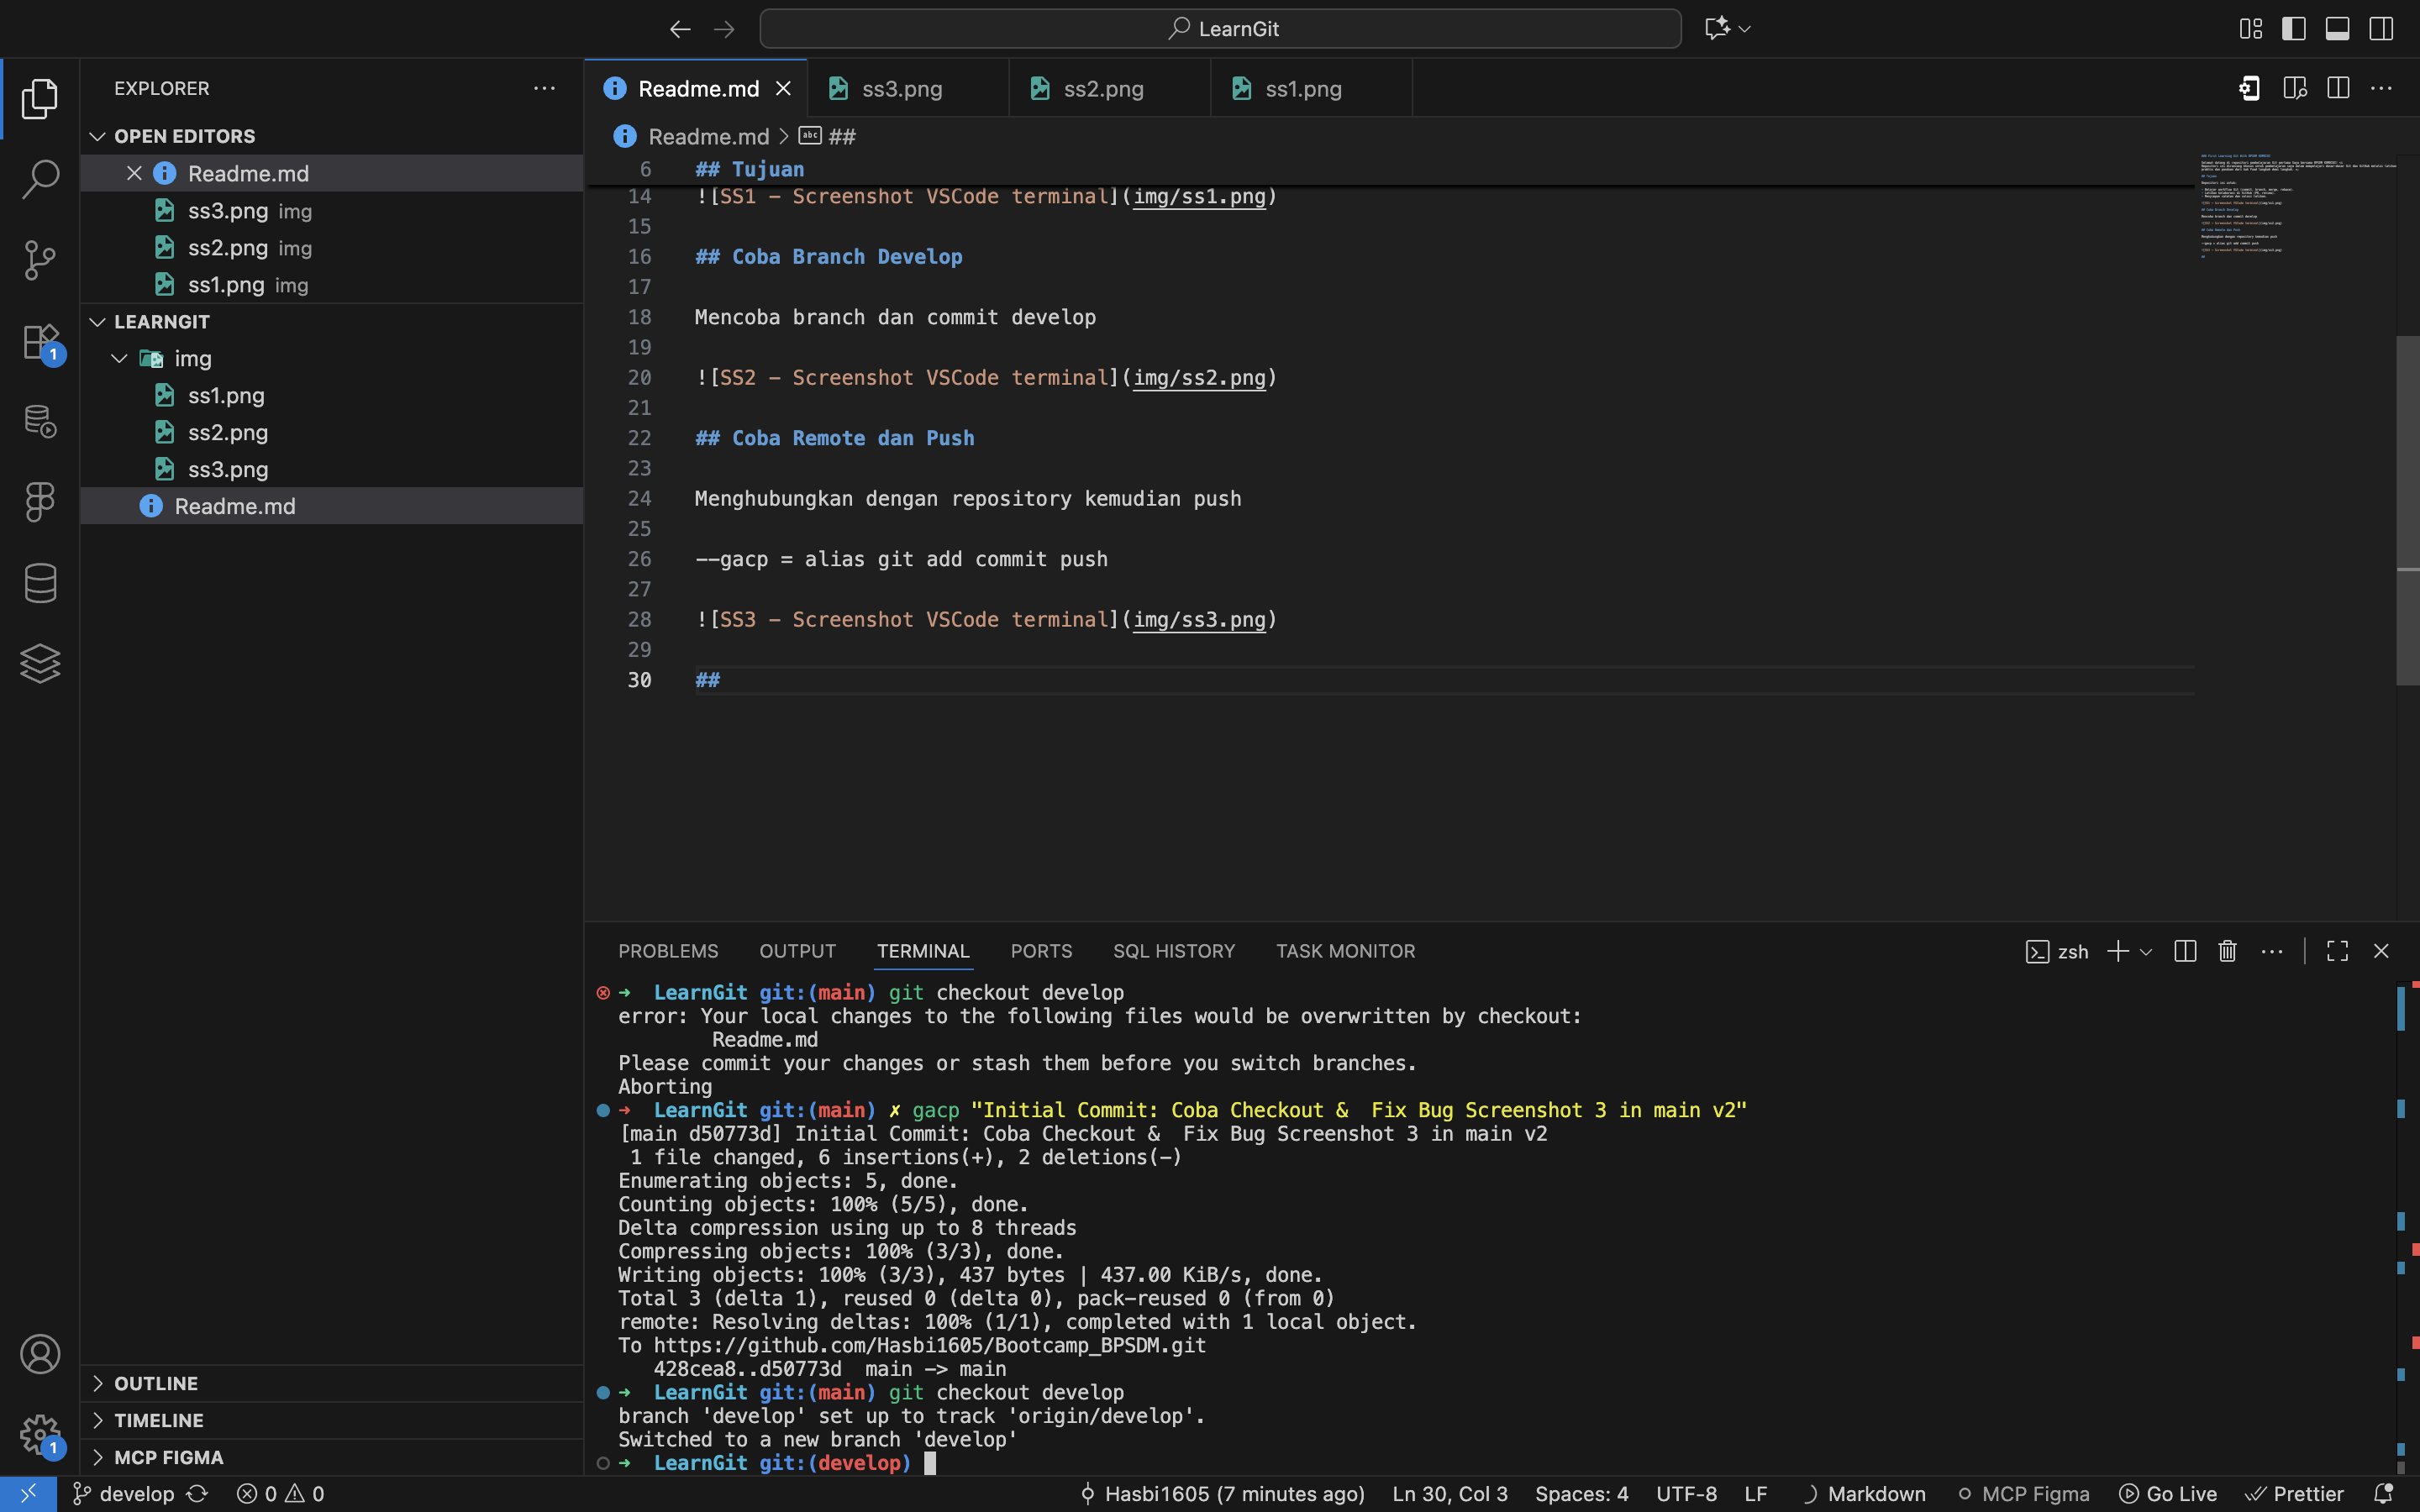 LearnGit
EXPLORER
OPEN EDITORS
Readme.md
ss3.png img
ss2.png img
ss1.png img
LEARNGIT
img
ss1.png
ss2.png
ss3.png
Readme.md
OUTLINE
TIMELINE
MCP FIGMA
Readme.md
ss3.png
ss2.png
ss1.png
Readme.md > ##
6 ## Tujuan
14 ![SS1 - Screenshot VSCode terminal](img/ss1.png)
15
16 ## Coba Branch Develop
17
18 Mencoba branch dan commit develop
19
20 ![SS2 - Screenshot VSCode terminal](img/ss2.png)
21
22 ## Coba Remote dan Push
23
24 Menghubungkan dengan repository kemudian push
25
26 --gacp = alias git add commit push
27
28 ![SS3 - Screenshot VSCode terminal](img/ss3.png)
29
30 ##
PROBLEMS OUTPUT TERMINAL PORTS SQL HISTORY TASK MONITOR
zsh
➜ LearnGit git:(main) git checkout develop
error: Your local changes to the following files would be overwritten by checkout:
Readme.md
Please commit your changes or stash them before you switch branches.
Aborting
➜ LearnGit git:(main) ✗ gacp "Initial Commit: Coba Checkout &  Fix Bug Screenshot 3 in main v2"
[main d50773d] Initial Commit: Coba Checkout &  Fix Bug Screenshot 3 in main v2
1 file changed, 6 insertions(+), 2 deletions(-)
Enumerating objects: 5, done.
Counting objects: 100% (5/5), done.
Delta compression using up to 8 threads
Compressing objects: 100% (3/3), done.
Writing objects: 100% (3/3), 437 bytes | 437.00 KiB/s, done.
Total 3 (delta 1), reused 0 (delta 0), pack-reused 0 (from 0)
remote: Resolving deltas: 100% (1/1), completed with 1 local object.
To https://github.com/Hasbi1605/Bootcamp_BPSDM.git
428cea8..d50773d  main -> main
➜ LearnGit git:(main) git checkout develop
branch 'develop' set up to track 'origin/develop'.
Switched to a new branch 'develop'
➜ LearnGit git:(develop)
1
1
develop 0 0 Hasbi1605 (7 minutes ago) Ln 30, Col 3 Spaces: 4 UTF-8 LF Markdown MCP Figma Go Live Prettier